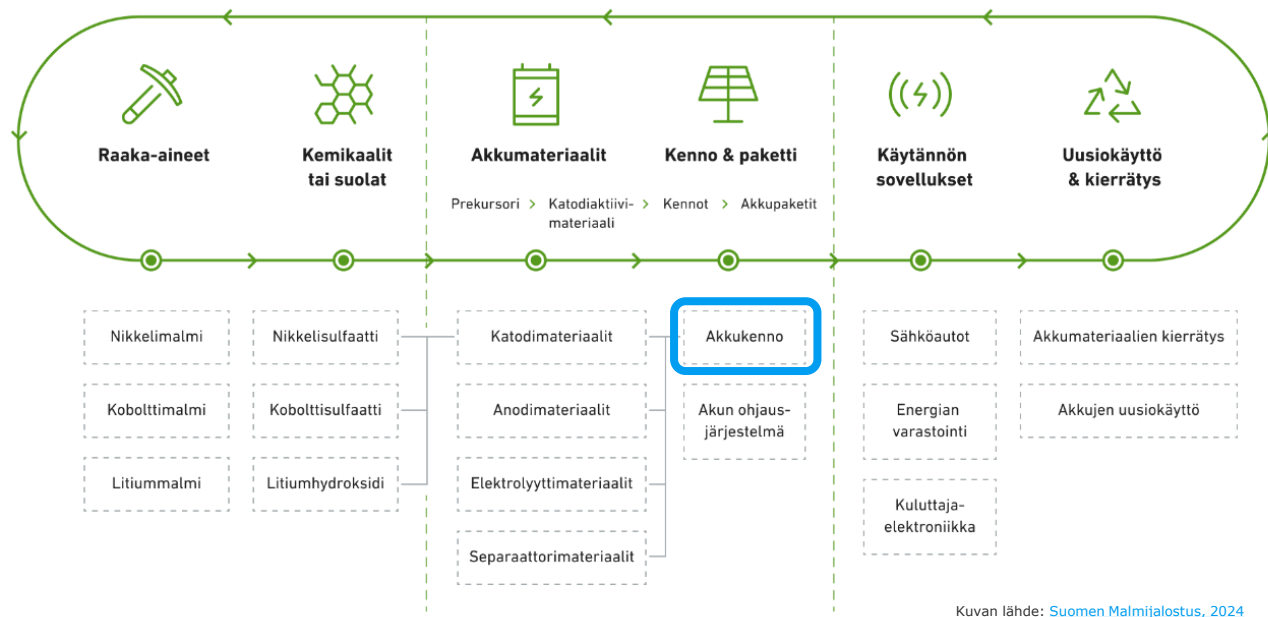 Raaka-aineet
Kemikaalit
tai suolat
Akkumateriaalit
Kenno & paketti
Käytännön
sovellukset
Uusiokäyttö
& kierrätys
Prekursori > Katodiaktiivi- > Kennot > Akkupaketit
materiaali
Nikkelimalmi
Nikkelisulfaatti
Katodimateriaalit
Akkukenno
Sähköautot
Akkumateriaalien kierrätys
Kobolttimalmi
Kobolttisulfaatti
Anodimateriaalit
Akun ohjaus-
järjestelmä
Energian
varastointi
Akkujen uusiokäyttö
Litiummalmi
Litiumhydroksidi
Elektrolyyttimateriaalit
Kuluttaja-
elektroniikka
Separaattorimateriaalit
Kuvan lähde: Suomen Malmijalostus, 2024